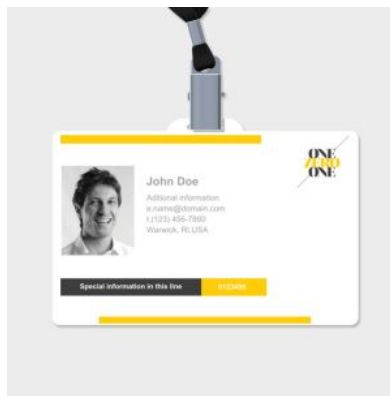 ONE
ZERO
ONE
John Doe
Aditional information
e.name@domain.com
t.(123) 456-7890
Warwick, RI.USA
Special information in this line
0123456